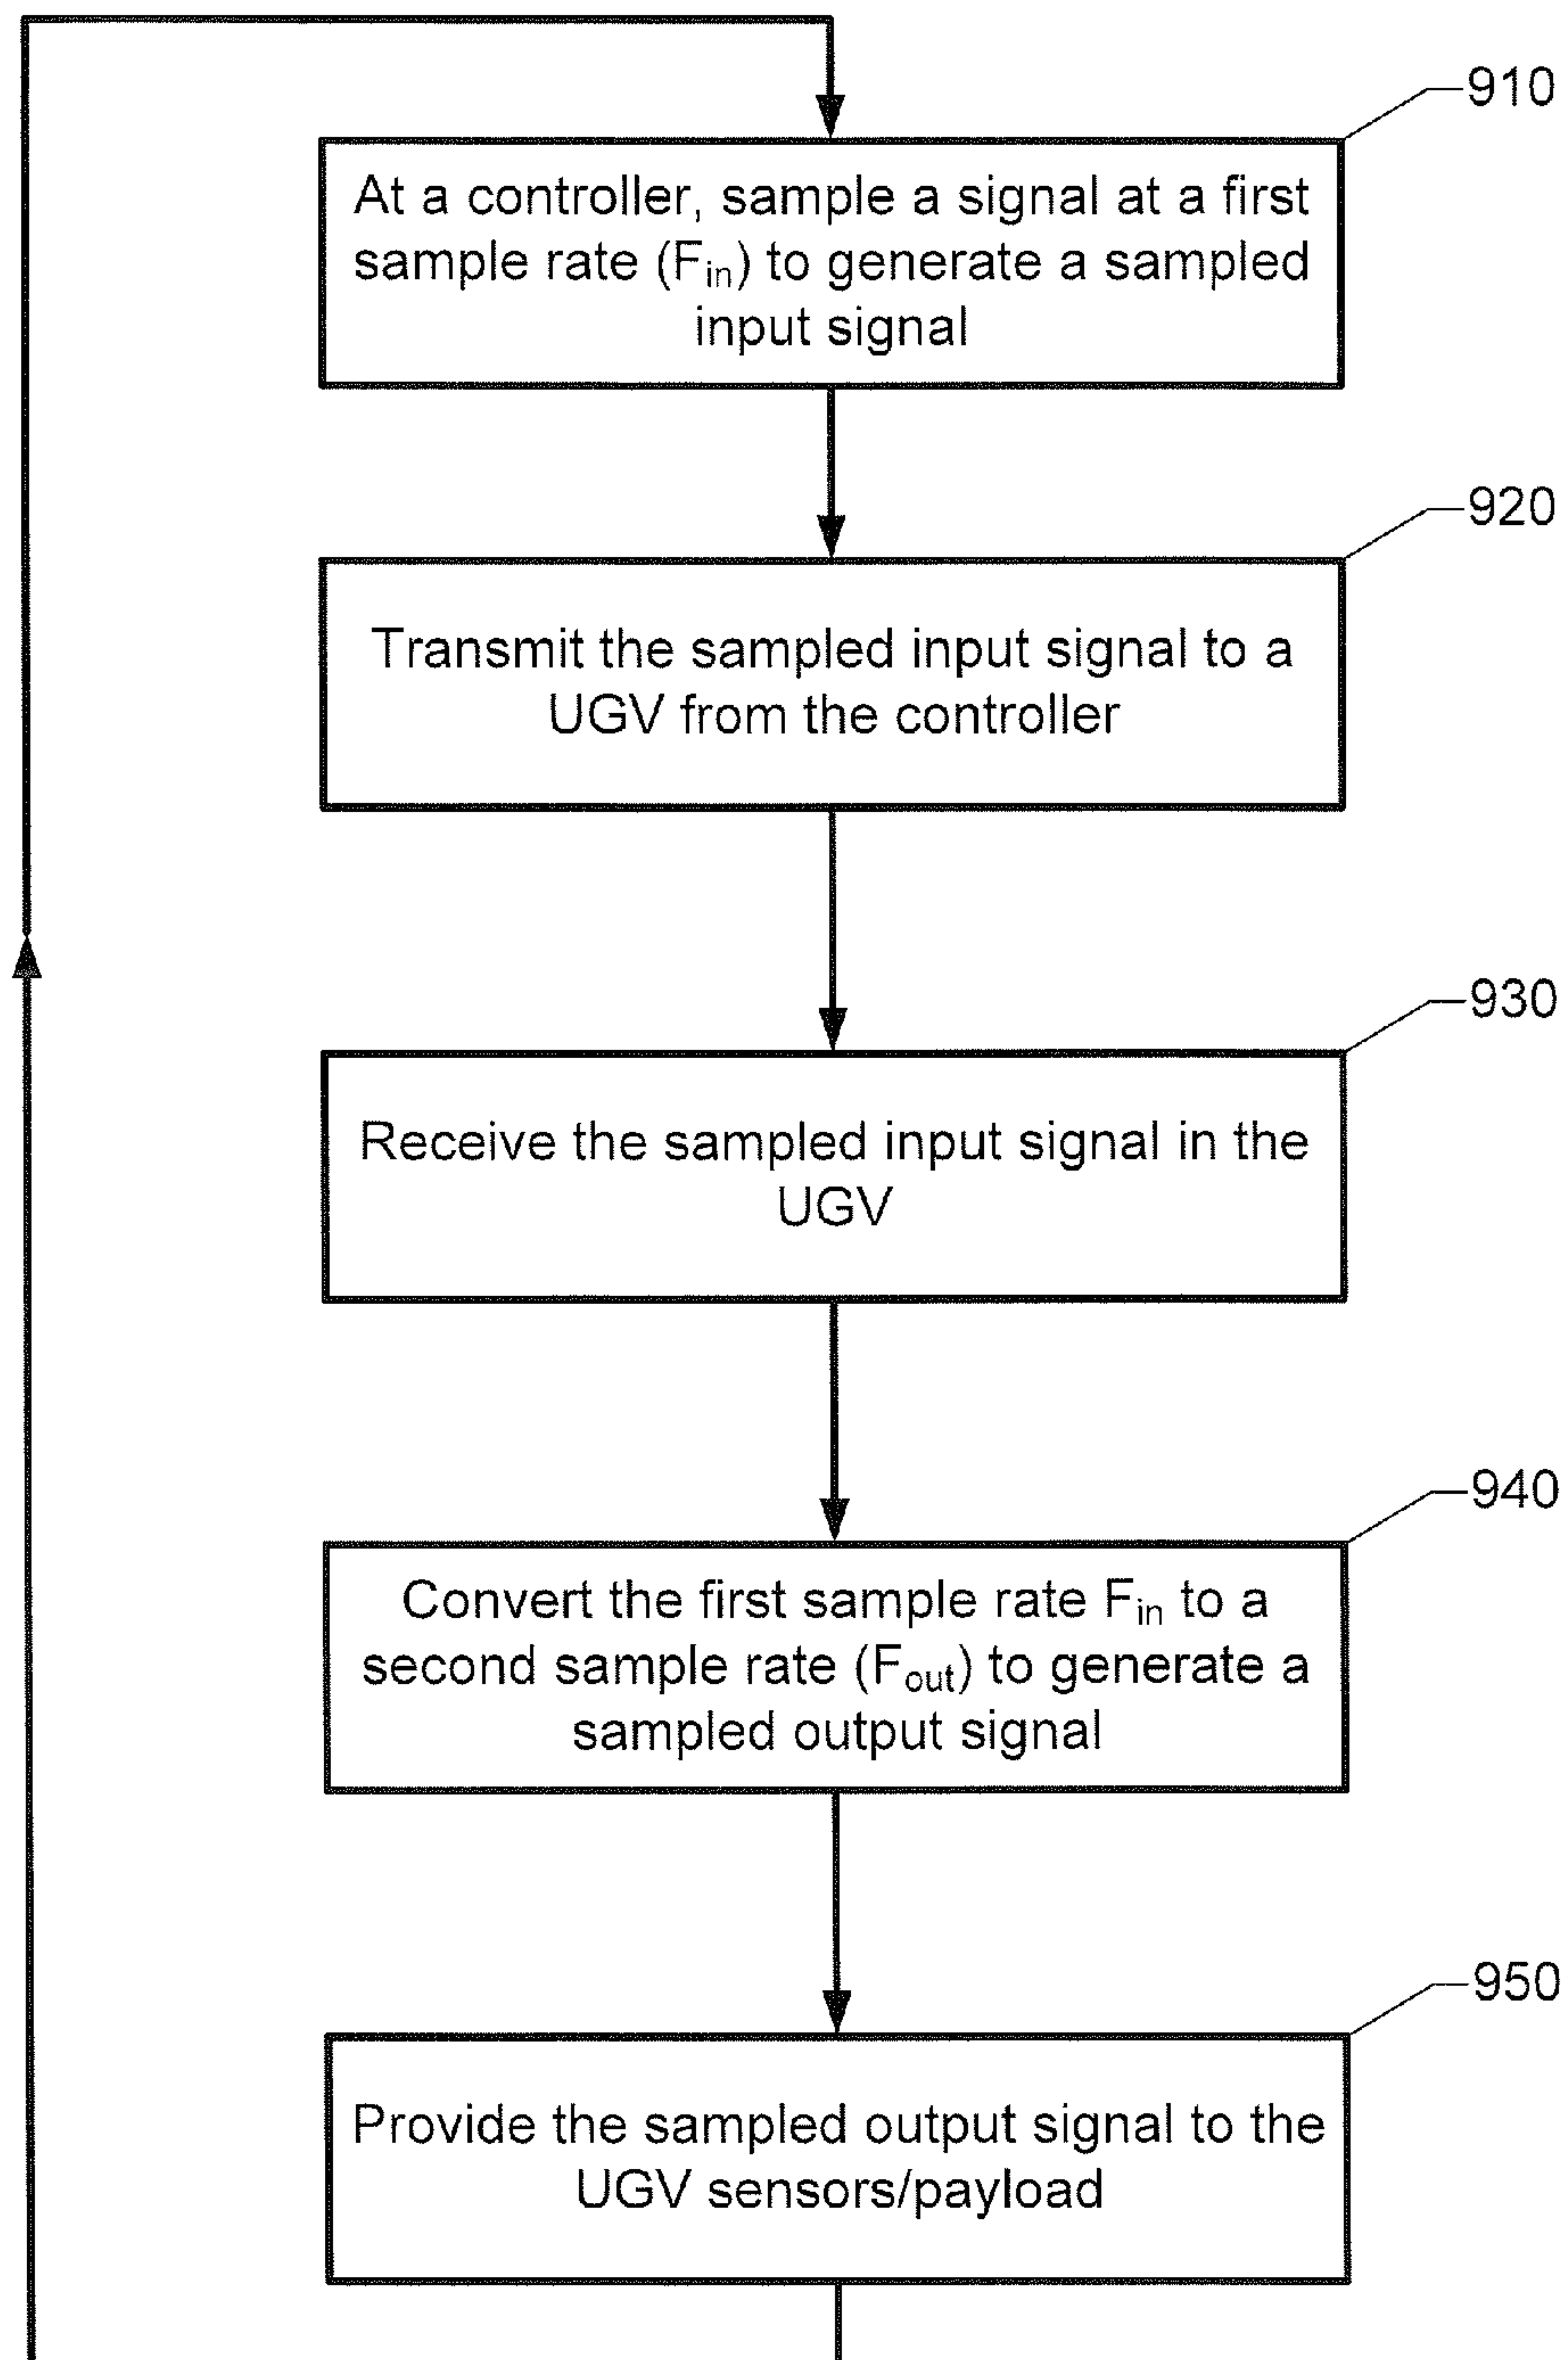 910
At a controller, sample a signal at a first
sample rate (Fin) to generate a sampled
input signal
920
Transmit the sampled input signal to a
UGV from the controller
930
Receive the sampled input signal in the
UGV
940
Convert the first sample rate Fin to a
second sample rate (Fout) to generate a
sampled output signal
950
Provide the sampled output signal to the
UGV sensors/payload